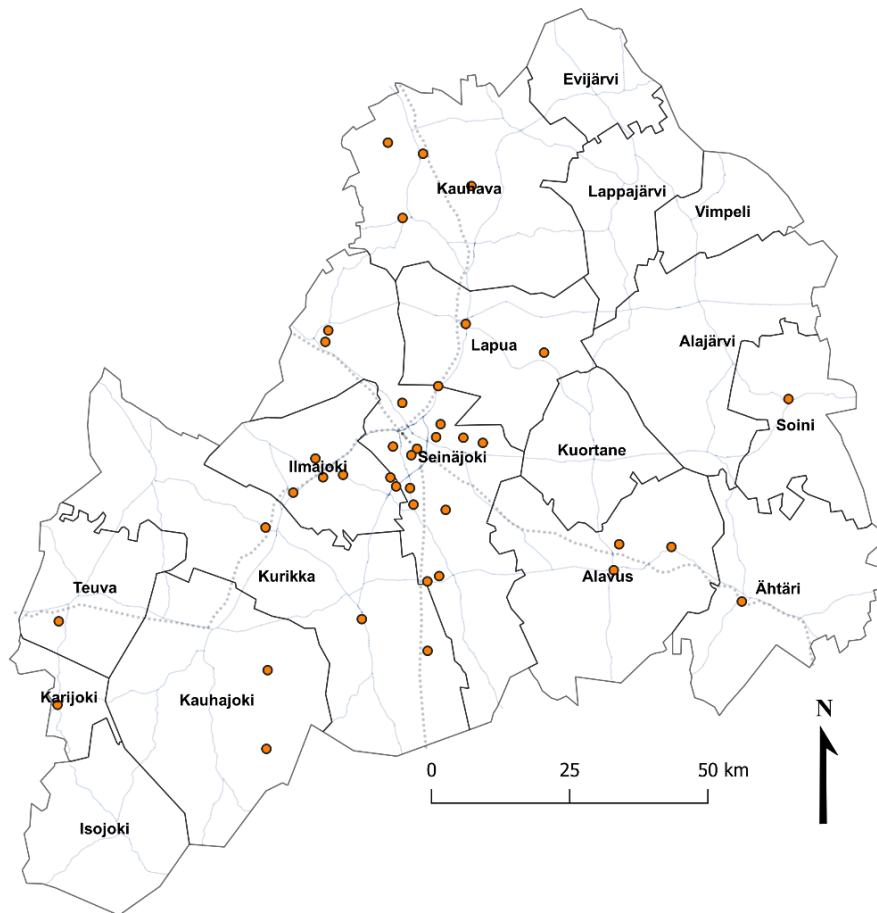 Evijärvi
Kauhava
Lappajärvi
Vimpeli
Lapua
Alajärvi
Soini
Kuortane
Seinäjoki
Ilmajoki
Kurikka
Teuva
Alavus
Ähtäri
Karijoki
Kauhajoki
N
0 25 50 km
Isojoki